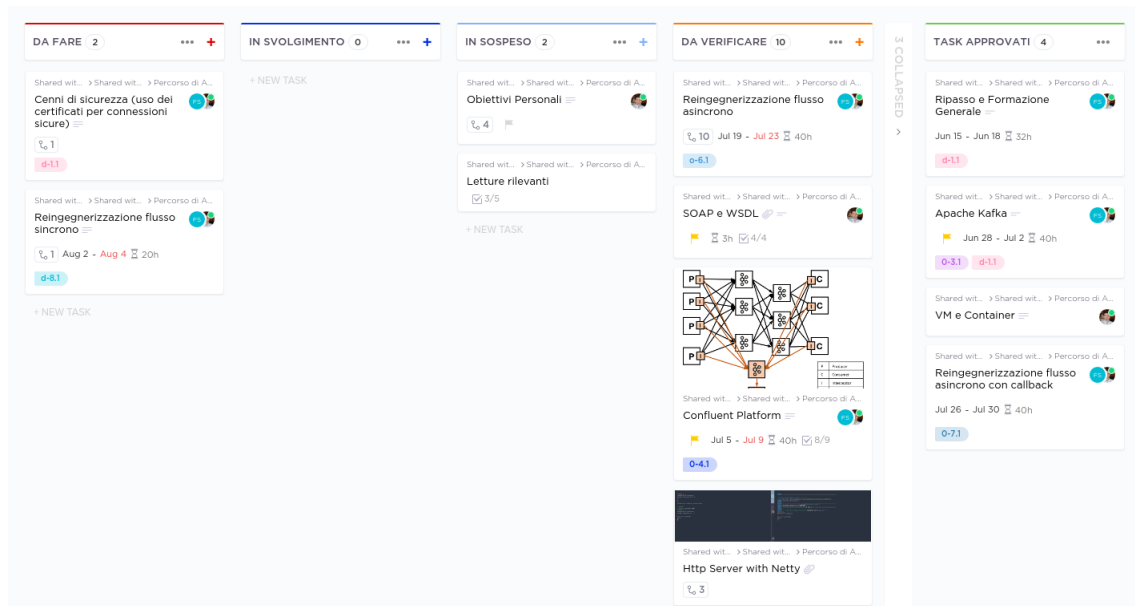 DA FARE 2
Shared wit... > Shared wit... > Percorso di A...
Cenni di sicurezza (uso dei
certificati per connessioni
sicure)
PS
1
d-1.1
Shared wit... > Shared wit... > Percorso di A...
Reingegnerizzazione flusso
sincrono
PS
1 Aug 2 - Aug 4 20h
d-8.1
+ NEW TASK
IN SVOLGIMENTO 0
+ NEW TASK
IN SOSPESO 2
Shared wit... > Shared wit... > Percorso di A...
Obiettivi Personali
4
Shared wit... > Shared wit... > Percorso di A...
Letture rilevanti
3/5
+ NEW TASK
DA VERIFICARE 10
Shared wit... > Shared wit... > Percorso di A...
Reingegnerizzazione flusso
asincrono
PS
10 Jul 19 - Jul 23 40h
o-6.1
Shared wit... > Shared wit... > Percorso di A...
SOAP e WSDL
3h 4/4
P C
P C
P C
P
P Producer
C Consumer
I Interceptor
Shared wit... > Shared wit... > Percorso di A...
Confluent Platform
PS
Jul 5 - Jul 9 40h 8/9
0-4.1
Shared wit... > Shared wit... > Percorso di A...
Http Server with Netty
3
3 COLLAPSED
TASK APPROVATI 4
Shared wit... > Shared wit... > Percorso di A...
Ripasso e Formazione
Generale
PS
Jun 15 - Jun 18 32h
d-1.1
Shared wit... > Shared wit... > Percorso di A...
Apache Kafka
PS
Jun 28 - Jul 2 40h
0-3.1 d-1.1
Shared wit... > Shared wit... > Percorso di A...
VM e Container
Shared wit... > Shared wit... > Percorso di A...
Reingegnerizzazione flusso
asincrono con callback
PS
Jul 26 - Jul 30 40h
0-7.1